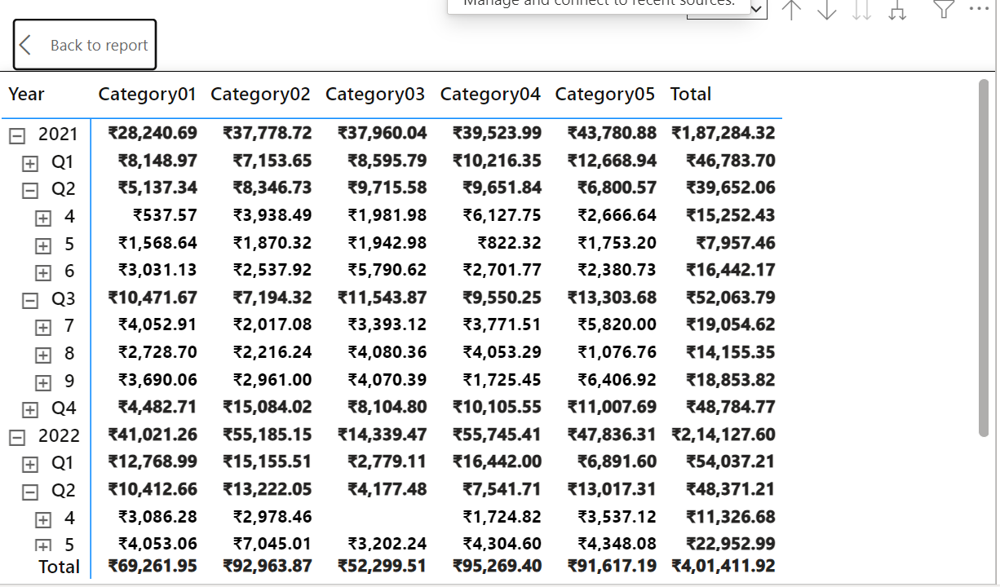 Manage and connect to recent sources.
Back to report
Year Category01 Category02 Category03 Category04 Category05 Total
2021 ₹28,240.69 ₹37,778.72 ₹37,960.04 ₹39,523.99 ₹43,780.88 ₹1,87,284.32
Q1 ₹8,148.97 ₹7,153.65 ₹8,595.79 ₹10,216.35 ₹12,668.94 ₹46,783.70
Q2 ₹5,137.34 ₹8,346.73 ₹9,715.58 ₹9,651.84 ₹6,800.57 ₹39,652.06
4 ₹537.57 ₹3,938.49 ₹1,981.98 ₹6,127.75 ₹2,666.64 ₹15,252.43
5 ₹1,568.64 ₹1,870.32 ₹1,942.98 ₹822.32 ₹1,753.20 ₹7,957.46
6 ₹3,031.13 ₹2,537.92 ₹5,790.62 ₹2,701.77 ₹2,380.73 ₹16,442.17
Q3 ₹10,471.67 ₹7,194.32 ₹11,543.87 ₹9,550.25 ₹13,303.68 ₹52,063.79
7 ₹4,052.91 ₹2,017.08 ₹3,393.12 ₹3,771.51 ₹5,820.00 ₹19,054.62
8 ₹2,728.70 ₹2,216.24 ₹4,080.36 ₹4,053.29 ₹1,076.76 ₹14,155.35
9 ₹3,690.06 ₹2,961.00 ₹4,070.39 ₹1,725.45 ₹6,406.92 ₹18,853.82
Q4 ₹4,482.71 ₹15,084.02 ₹8,104.80 ₹10,105.55 ₹11,007.69 ₹48,784.77
2022 ₹41,021.26 ₹55,185.15 ₹14,339.47 ₹55,745.41 ₹47,836.31 ₹2,14,127.60
Q1 ₹12,768.99 ₹15,155.51 ₹2,779.11 ₹16,442.00 ₹6,891.60 ₹54,037.21
Q2 ₹10,412.66 ₹13,222.05 ₹4,177.48 ₹7,541.71 ₹13,017.31 ₹48,371.21
4 ₹3,086.28 ₹2,978.46 ₹1,724.82 ₹3,537.12 ₹11,326.68
5 ₹4,053.06 ₹7,045.01 ₹3,202.24 ₹4,304.60 ₹4,348.08 ₹22,952.99
Total ₹69,261.95 ₹92,963.87 ₹52,299.51 ₹95,269.40 ₹91,617.19 ₹4,01,411.92